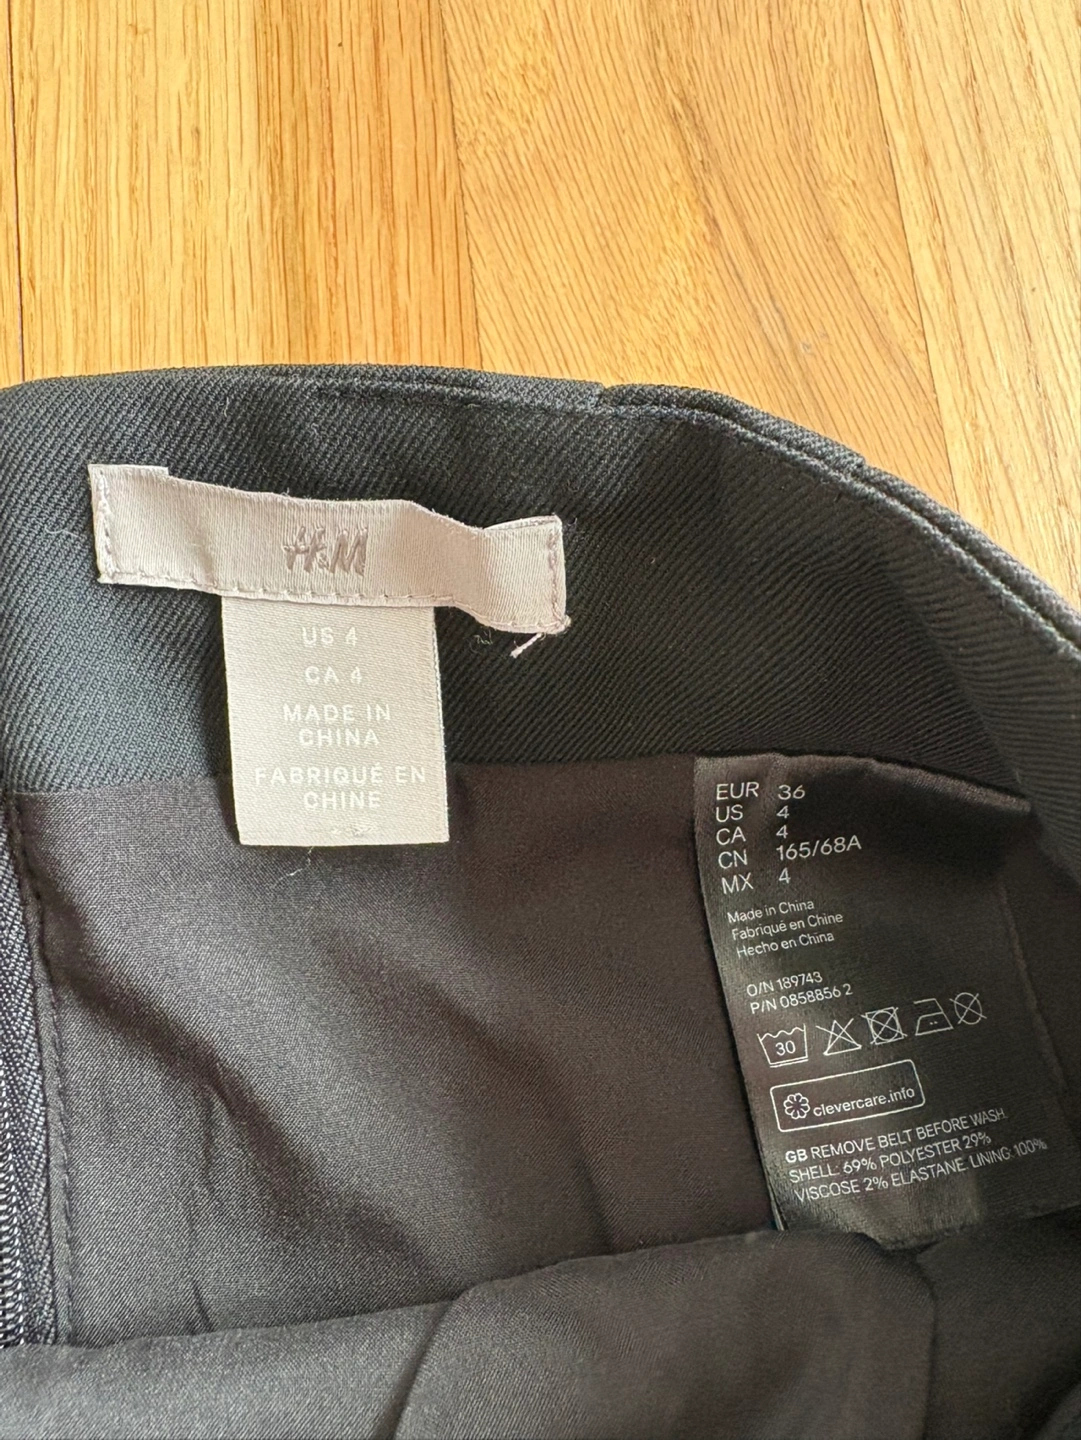 H&M
US 4
CA 4
MADE IN
CHINA
FABRIQUÉ EN
CHINE
EUR 36
US 4
CA 4
CN 165/68A
MX 4
Made in China
Fabriqué en Chine
Hecho en China
O/N 189743
P/N 0858856 2
30
clevercare.info
GB REMOVE BELT BEFORE WASH.
SHELL: 69% POLYESTER 29%
VISCOSE 2% ELASTANE. LINING: 100%